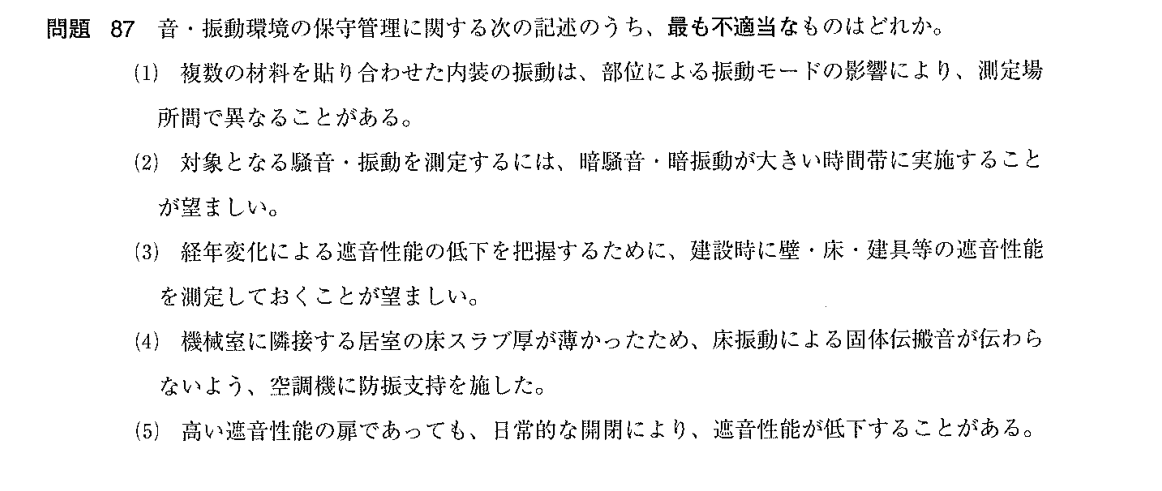 問題 87 音・振動環境の保守管理に関する次の記述のうち、最も不適当なものはどれか。
(1) 複数の材料を貼り合わせた内装の振動は、部位による振動モードの影響により、測定場
所間で異なることがある。
(2) 対象となる騒音・振動を測定するには、暗騒音・暗振動が大きい時間帯に実施すること
が望ましい。
(3) 経年変化による遮音性能の低下を把握するために、建設時に壁・床・建具等の遮音性能
を測定しておくことが望ましい。
(4) 機械室に隣接する居室の床スラブ厚が薄かったため、床振動による固体伝搬音が伝わら
ないよう、空調機に防振支持を施した。
(5) 高い遮音性能の扉であっても、日常的な開閉により、遮音性能が低下することがある。